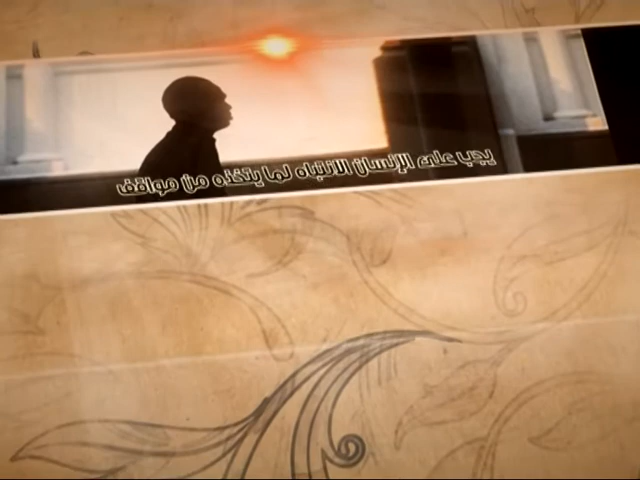 يجب على الإنسان الانتباه لما يتخذه من مواقف